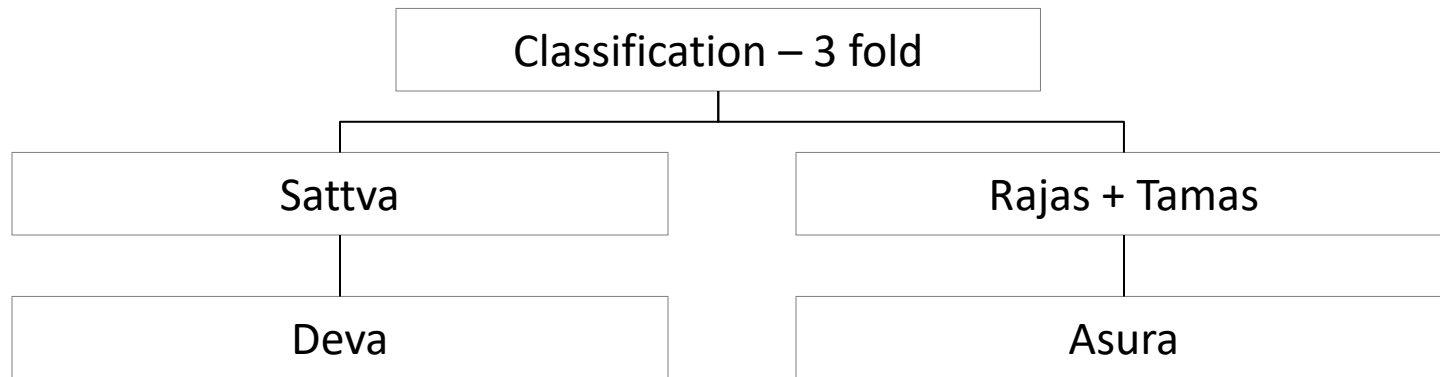 Classification – 3 fold
Sattva
Rajas + Tamas
Deva
Asura